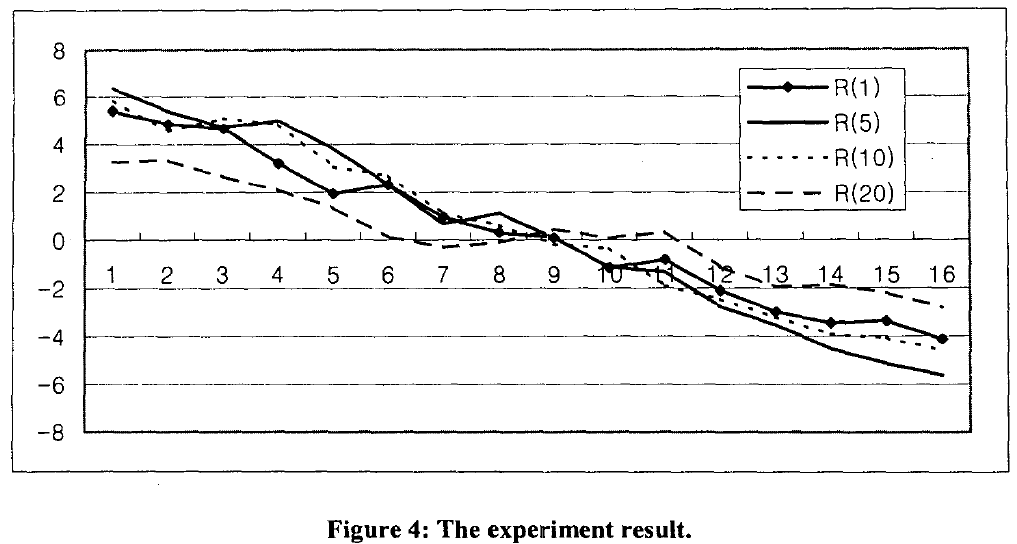 8
6
4
2
0
−2
−4
−6
−8
1 2 3 4 5 6 7 8 9 10 11 12 13 14 15 16
R(1)
R(5)
R(10)
R(20)
Figure 4: The experiment result.